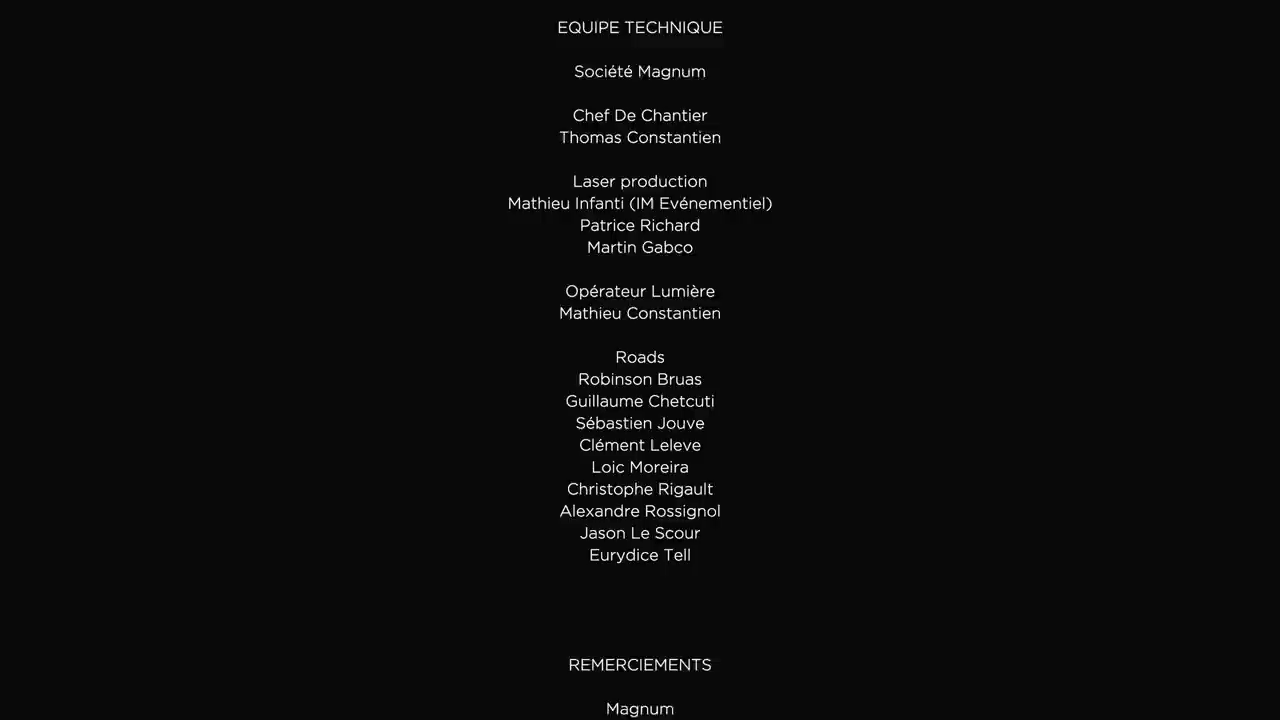 EQUIPE TECHNIQUE
Société Magnum
Chef De Chantier
Thomas Constantien
Laser production
Mathieu Infanti (IM Evénementiel)
Patrice Richard
Martin Gabco
Opérateur Lumière
Mathieu Constantien
Roads
Robinson Bruas
Guillaume Chetcuti
Sébastien Jouve
Clément Leleve
Loic Moreira
Christophe Rigault
Alexandre Rossignol
Jason Le Scour
Eurydice Tell
REMERCIEMENTS
Magnum